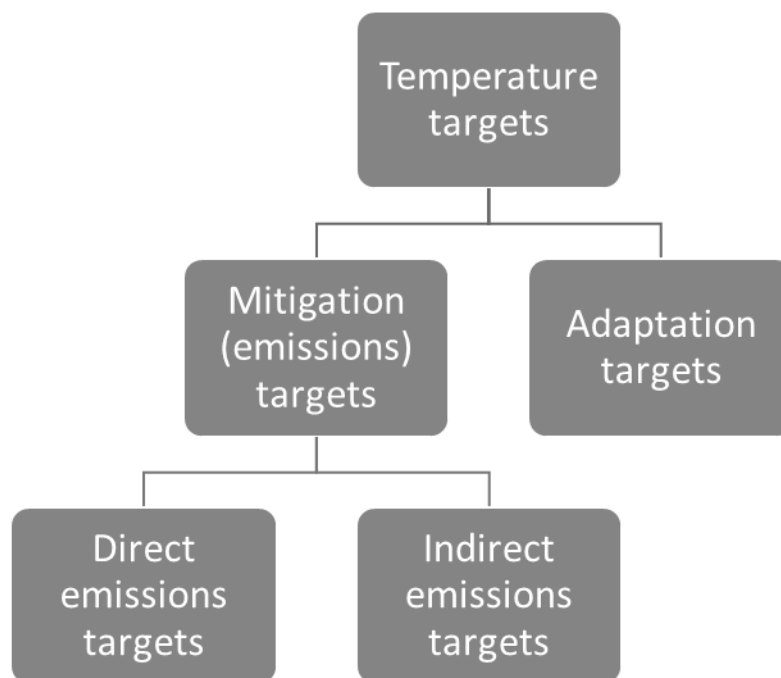 Temperature
targets
Mitigation
(emissions)
targets
Adaptation
targets
Direct
emissions
targets
Indirect
emissions
targets